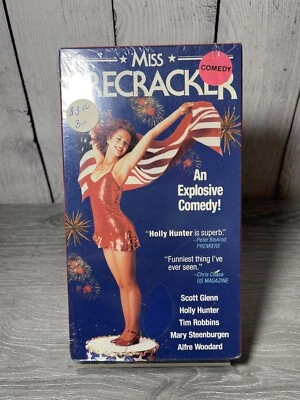 MISS
COMEDY
RECRACKER
An
Explosive
Comedy!
"Holly Hunter is superb."
–Peter Biskind
PREMIERE
"Funniest thing I've
ever seen."
–Chris Chase
US MAGAZINE
Scott Glenn
Holly Hunter
Tim Robbins
Mary Steenburgen
Alfre Woodard